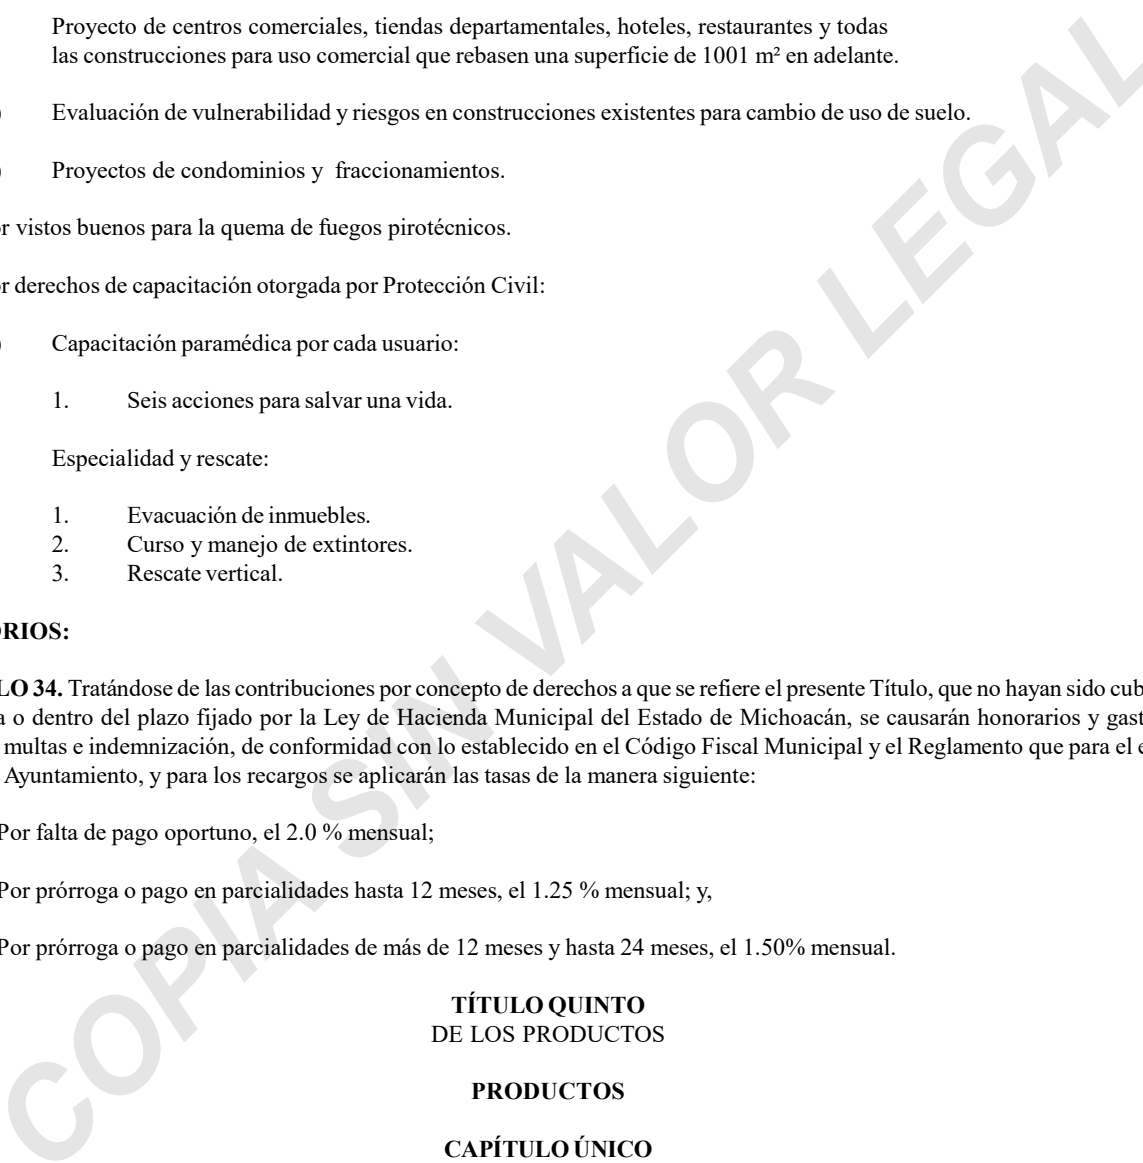 Proyecto de centros comerciales, tiendas departamentales, hoteles, restaurantes y todas
las construcciones para uso comercial que rebasen una superficie de 1001 m² en adelante.
) Evaluación de vulnerabilidad y riesgos en construcciones existentes para cambio de uso de suelo.
) Proyectos de condominios y fraccionamientos.
r vistos buenos para la quema de fuegos pirotécnicos.
r derechos de capacitación otorgada por Protección Civil:
) Capacitación paramédica por cada usuario:
1. Seis acciones para salvar una vida.
Especialidad y rescate:
1. Evacuación de inmuebles.
2. Curso y manejo de extintores.
3. Rescate vertical.
ORIOS:
LO 34. Tratándose de las contribuciones por concepto de derechos a que se refiere el presente Título, que no hayan sido cub
a o dentro del plazo fijado por la Ley de Hacienda Municipal del Estado de Michoacán, se causarán honorarios y gast
multas e indemnización, de conformidad con lo establecido en el Código Fiscal Municipal y el Reglamento que para el e
Ayuntamiento, y para los recargos se aplicarán las tasas de la manera siguiente:
Por falta de pago oportuno, el 2.0 % mensual;
Por prórroga o pago en parcialidades hasta 12 meses, el 1.25 % mensual; y,
Por prórroga o pago en parcialidades de más de 12 meses y hasta 24 meses, el 1.50% mensual.
TÍTULO QUINTO
DE LOS PRODUCTOS
PRODUCTOS
CAPÍTULO ÚNICO
COPIA SIN VALOR LEGAL